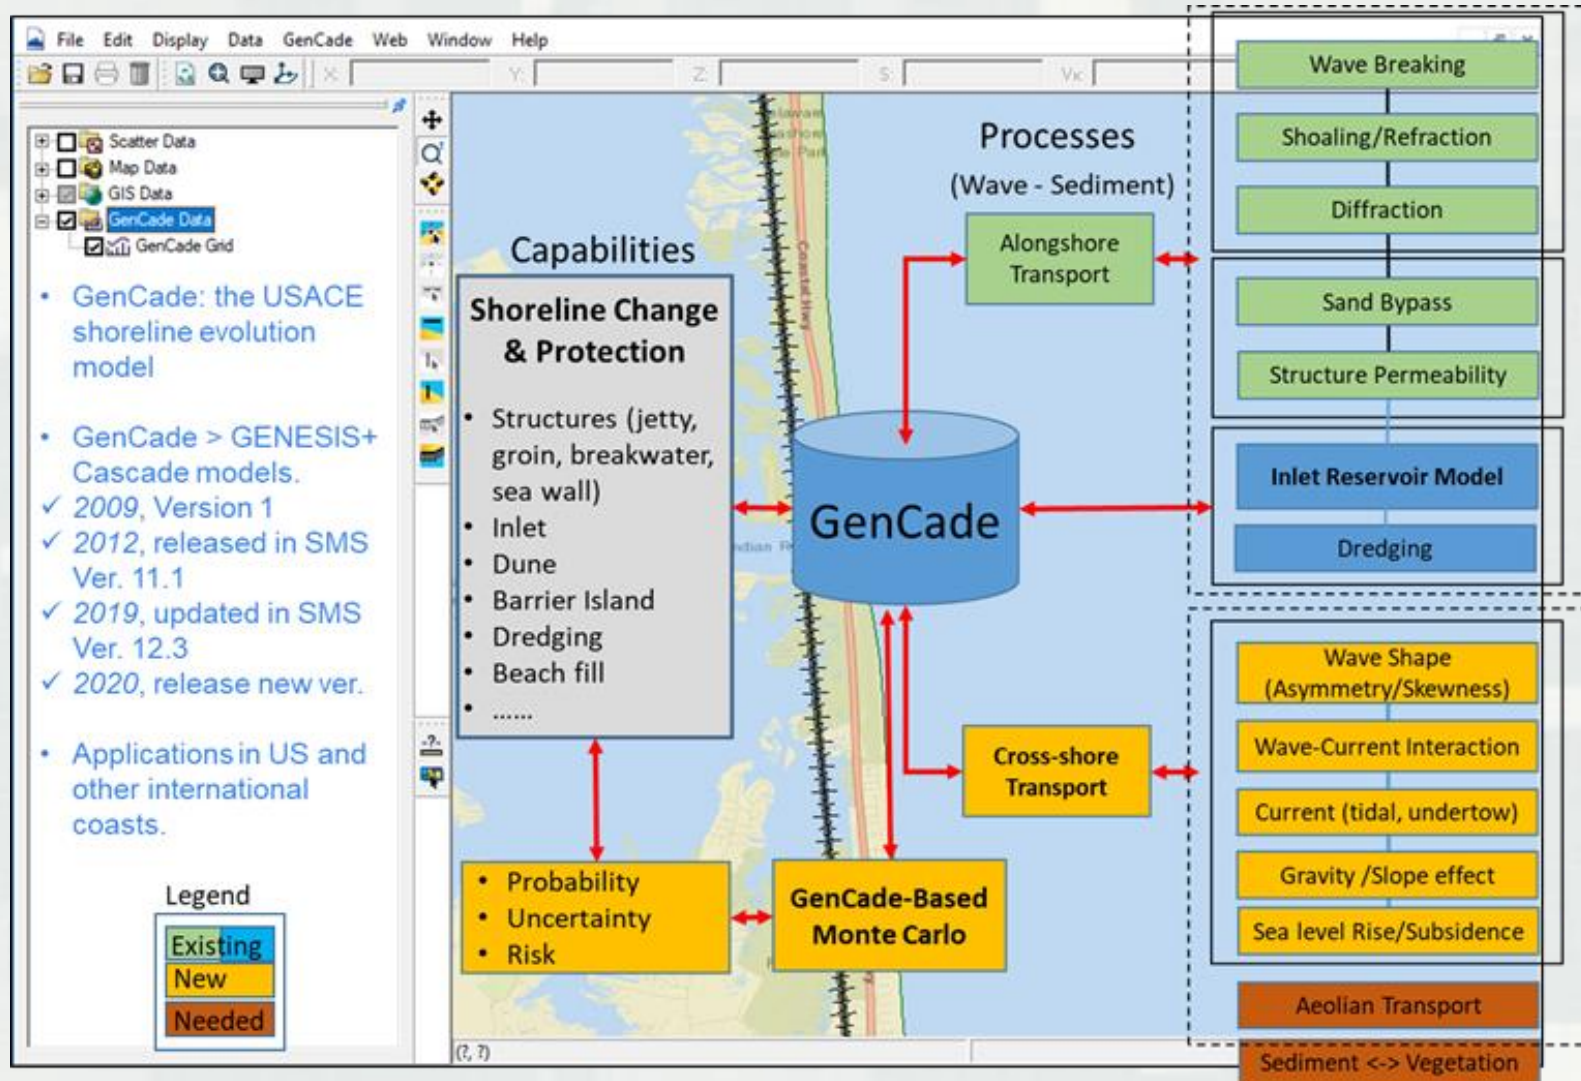 File Edit Display Data GenCade Web Window Help
X: Y: Z: S: Vx:
Scatter Data
Map Data
GIS Data
GenCade Data
GenCade Grid
• GenCade: the USACE
shoreline evolution
model
• GenCade > GENESIS+
Cascade models.
✓ 2009, Version 1
✓ 2012, released in SMS
Ver. 11.1
✓ 2019, updated in SMS
Ver. 12.3
✓ 2020, release new ver.
• Applications in US and
other international
coasts.
Legend
Existing
New
Needed
Capabilities
Shoreline Change
& Protection
• Structures (jetty,
groin, breakwater,
sea wall)
• Inlet
• Dune
• Barrier Island
• Dredging
• Beach fill
• ......
• Probability
• Uncertainty
• Risk
GenCade-Based
Monte Carlo
GenCade
Coastal Hwy
Processes
(Wave - Sediment)
Alongshore
Transport
Cross-shore
Transport
Wave Breaking
Shoaling/Refraction
Diffraction
Sand Bypass
Structure Permeability
Inlet Reservoir Model
Dredging
Wave Shape
(Asymmetry/Skewness)
Wave-Current Interaction
Current (tidal, undertow)
Gravity /Slope effect
Sea level Rise/Subsidence
Aeolian Transport
Sediment <-> Vegetation
(?, ?)